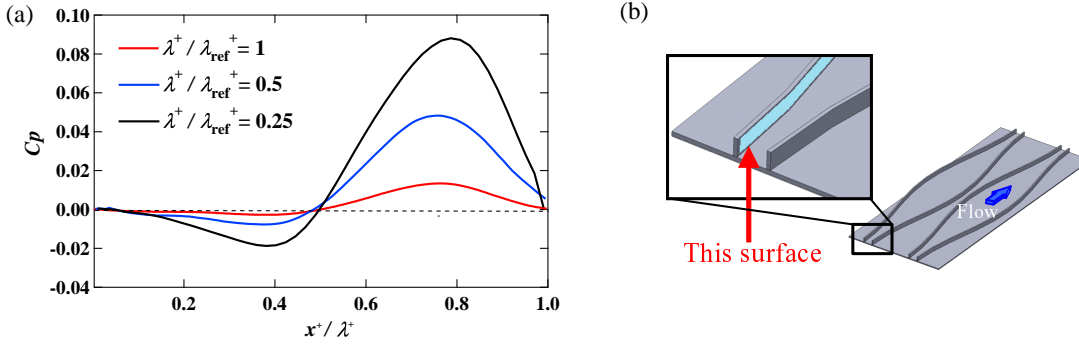 (a)
0.10
0.08
0.06
0.04
0.02
0.00
-0.02
-0.04
Cp
λ⁺ / λref⁺ = 1
λ⁺ / λref⁺ = 0.5
λ⁺ / λref⁺ = 0.25
0.2 0.4 0.6 0.8 1.0
x⁺ / λ⁺
(b)
Flow
This surface